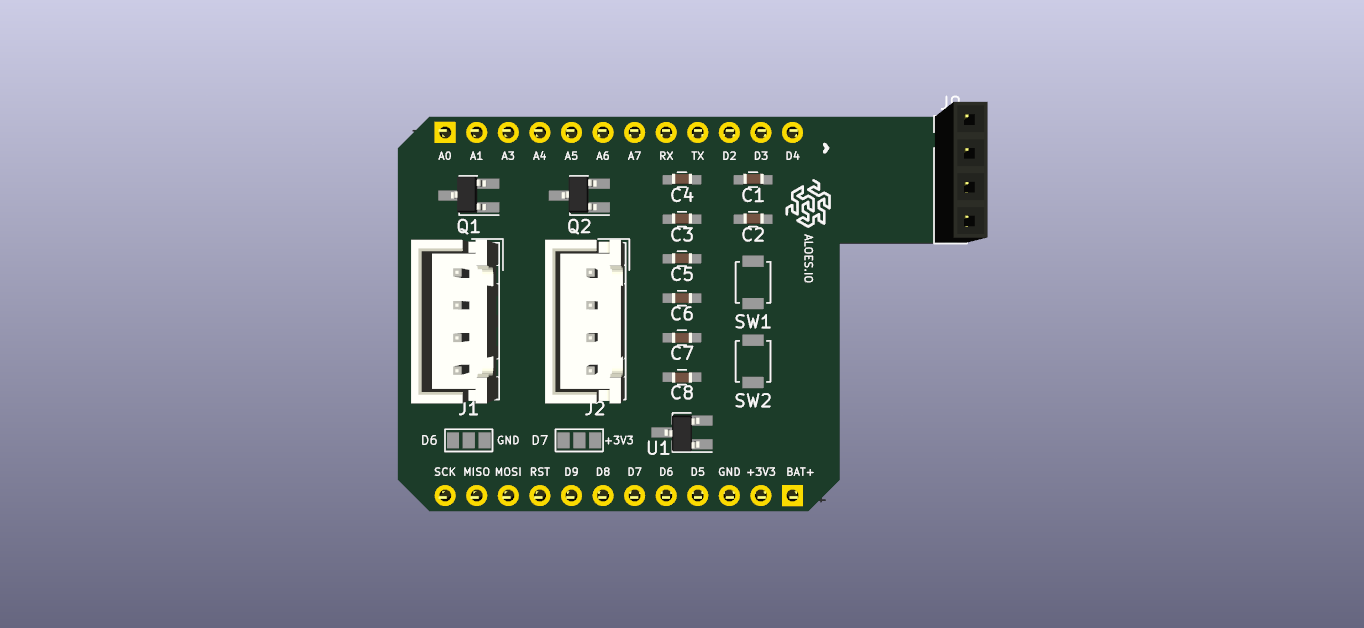 A0 A1 A3 A4 A5 A6 A7 RX TX D2 D3 D4
Q1 Q2 C4 C1
C3 C2
ALOES.IO
C5
C6 SW1
C7
C8 SW2
J1 J2
D6 GND D7 +3V3 U1
SCK MISO MOSI RST D9 D8 D7 D6 D5 GND +3V3 BAT+